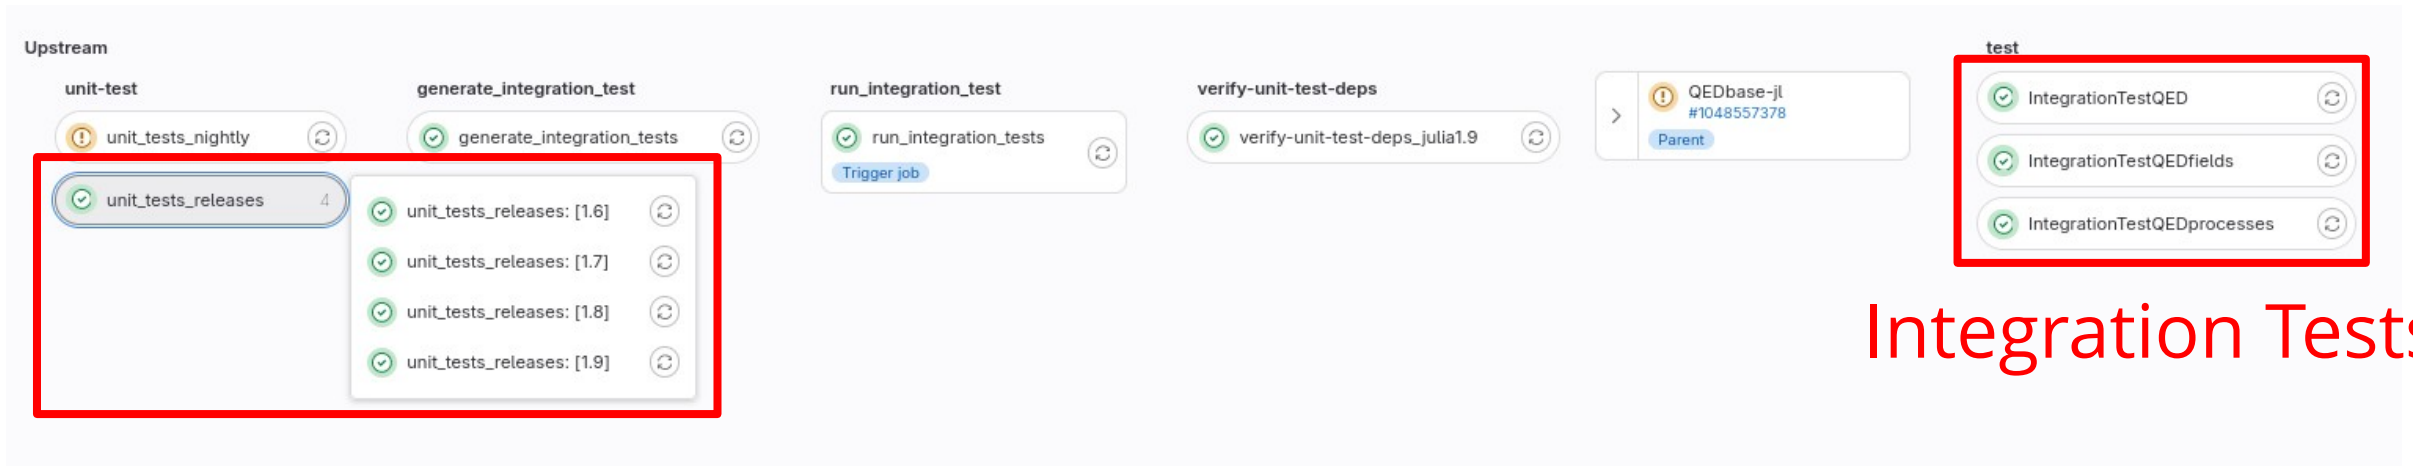 Upstream
unit-test
unit_tests_nightly
unit_tests_releases 4
unit_tests_releases: [1.6]
unit_tests_releases: [1.7]
unit_tests_releases: [1.8]
unit_tests_releases: [1.9]
generate_integration_test
generate_integration_tests
run_integration_test
run_integration_tests
Trigger job
verify-unit-test-deps
verify-unit-test-deps_julia1.9
QEDbase-jl
#1048557378
Parent
test
IntegrationTestQED
IntegrationTestQEDfields
IntegrationTestQEDprocesses
Integration Tests